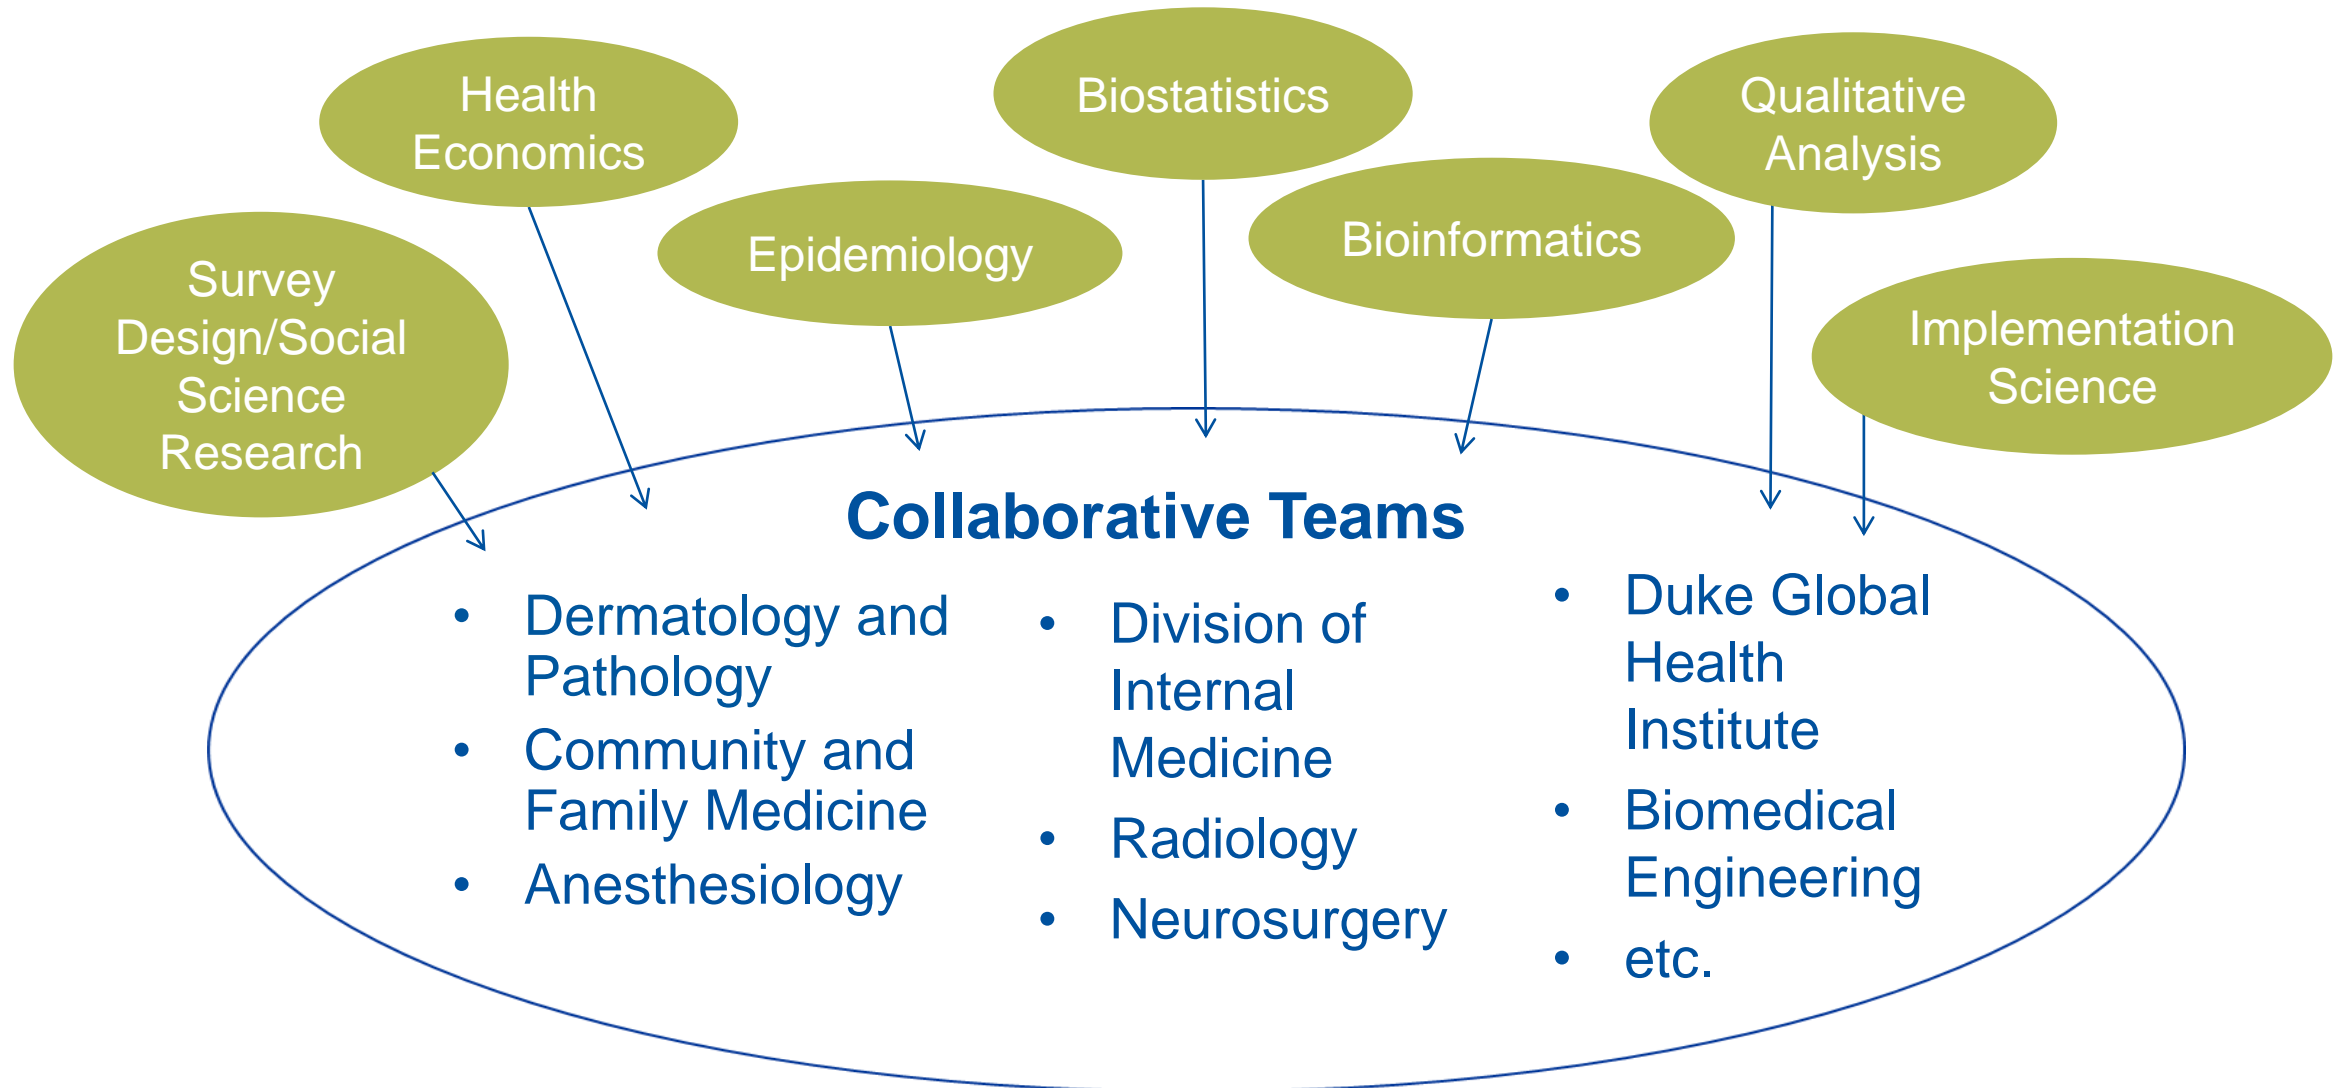 Health
Economics
Biostatistics
Qualitative
Analysis
Survey
Design/Social
Science
Research
Epidemiology
Bioinformatics
Implementation
Science
Collaborative Teams
• Dermatology and
Pathology
• Community and
Family Medicine
• Anesthesiology
• Division of
Internal
Medicine
• Radiology
• Neurosurgery
• Duke Global
Health
Institute
• Biomedical
Engineering
• etc.